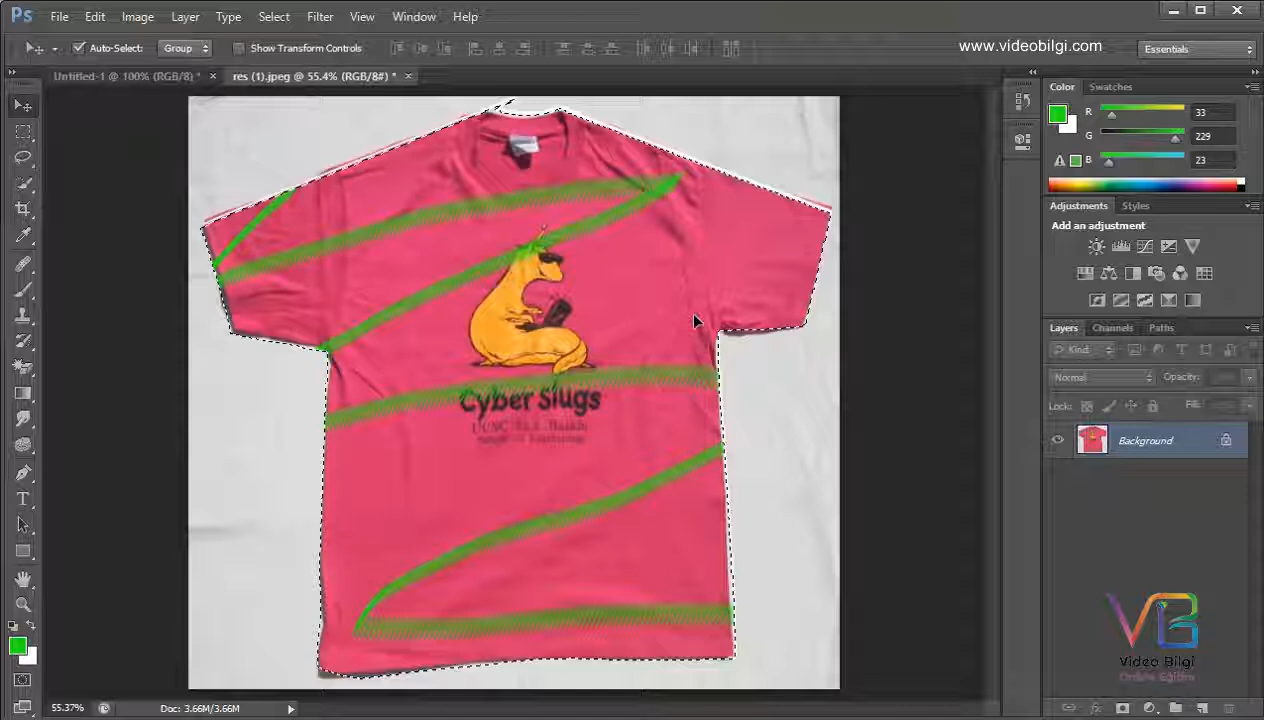 Ps File Edit Image Layer Type Select Filter View Window Help
Auto-Select: Group Show Transform Controls
www.videobilgi.com
Essentials
Untitled-1 @ 100% (RGB/8) * × res (1).jpeg @ 55.4% (RGB/8#) * ×
Color Swatches
R 33
G 229
B 23
Adjustments Styles
Add an adjustment
Layers Channels Paths
Kind
Normal Opacity:
Lock: Fill:
Background
Cyber Slugs
Video Bilgi
Online Eğitim
55.37% Doc: 3.66M/3.66M